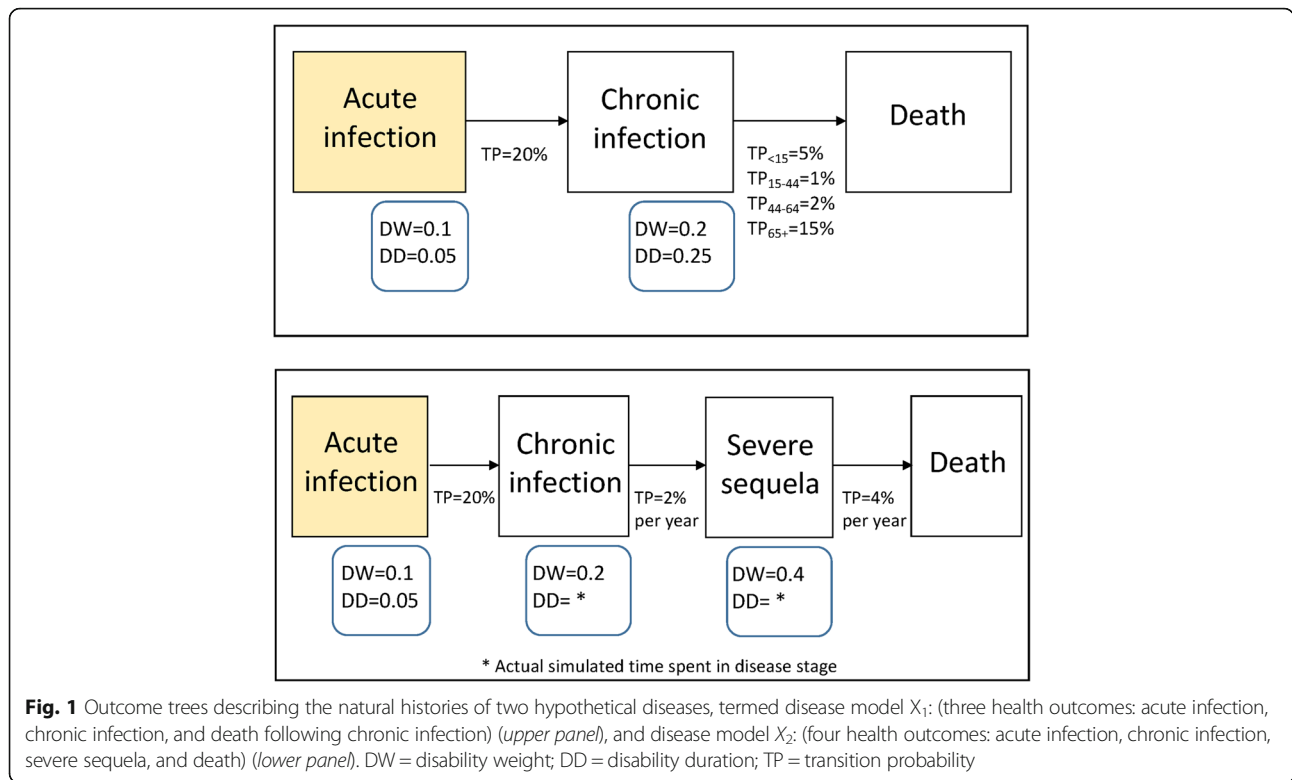 Acute
infection
TP=20%
Chronic
infection
TP<15=5%
TP15-44=1%
TP44-64=2%
TP65+=15%
Death
DW=0.1
DD=0.05
DW=0.2
DD=0.25
Acute
infection
TP=20%
Chronic
infection
TP=2%
per year
Severe
sequela
TP=4%
per year
Death
DW=0.1
DD=0.05
DW=0.2
DD= *
DW=0.4
DD= *
* Actual simulated time spent in disease stage
Fig. 1 Outcome trees describing the natural histories of two hypothetical diseases, termed disease model X1: (three health outcomes: acute infection,
chronic infection, and death following chronic infection) (upper panel), and disease model X2: (four health outcomes: acute infection, chronic infection,
severe sequela, and death) (lower panel). DW = disability weight; DD = disability duration; TP = transition probability